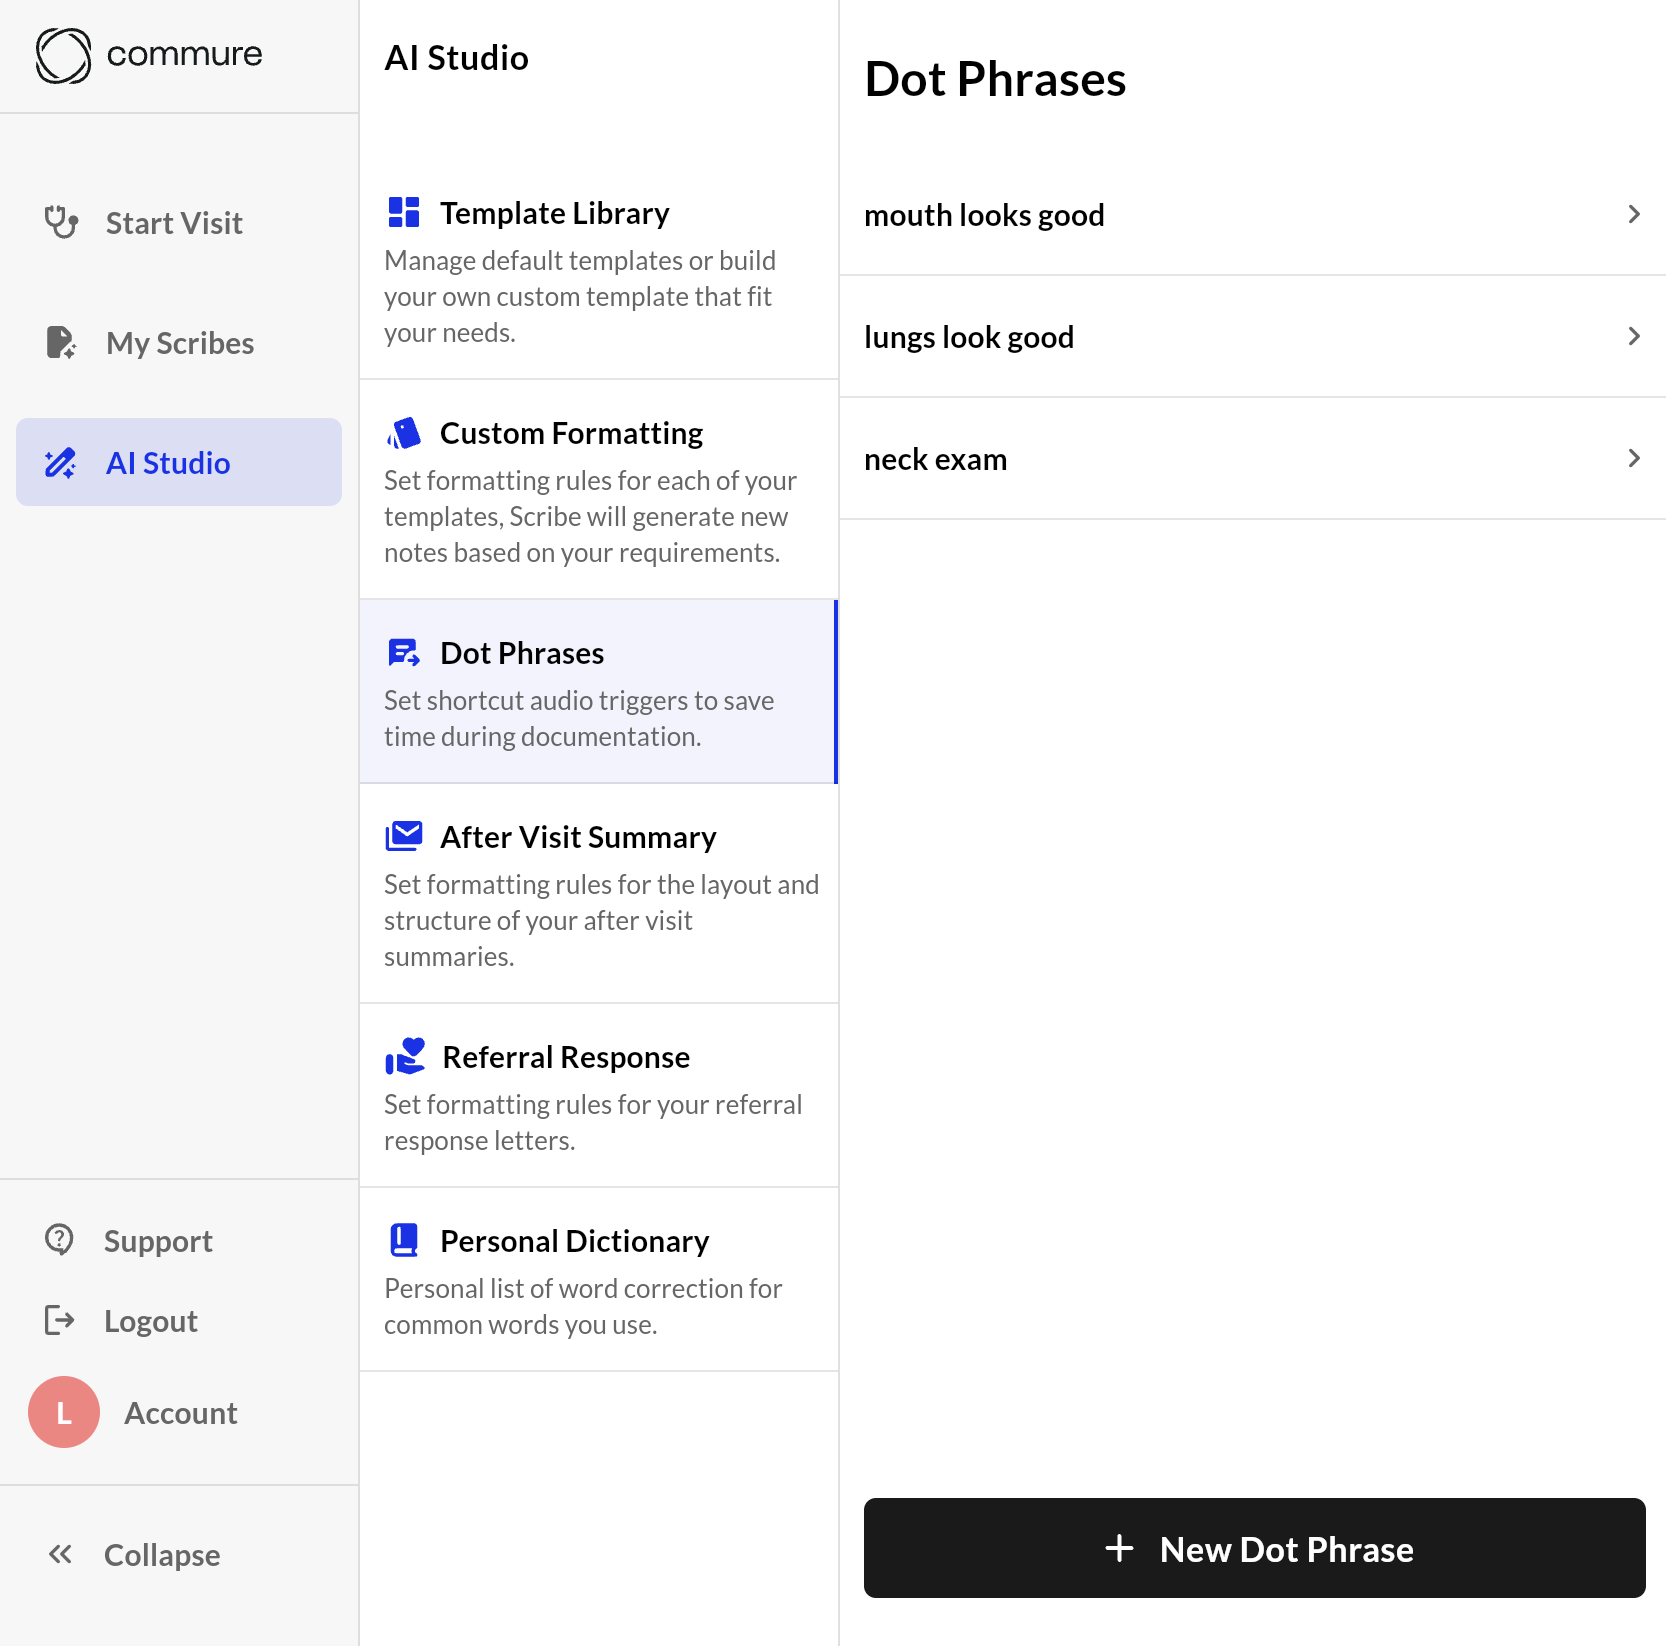 commure
Start Visit
My Scribes
AI Studio
Support
Logout
L
Account
Collapse
AI Studio
Template Library
Manage default templates or build
your own custom template that fit
your needs.
Custom Formatting
Set formatting rules for each of your
templates, Scribe will generate new
notes based on your requirements.
Dot Phrases
Set shortcut audio triggers to save
time during documentation.
After Visit Summary
Set formatting rules for the layout and
structure of your after visit
summaries.
Referral Response
Set formatting rules for your referral
response letters.
Personal Dictionary
Personal list of word correction for
common words you use.
Dot Phrases
mouth looks good
lungs look good
neck exam
New Dot Phrase